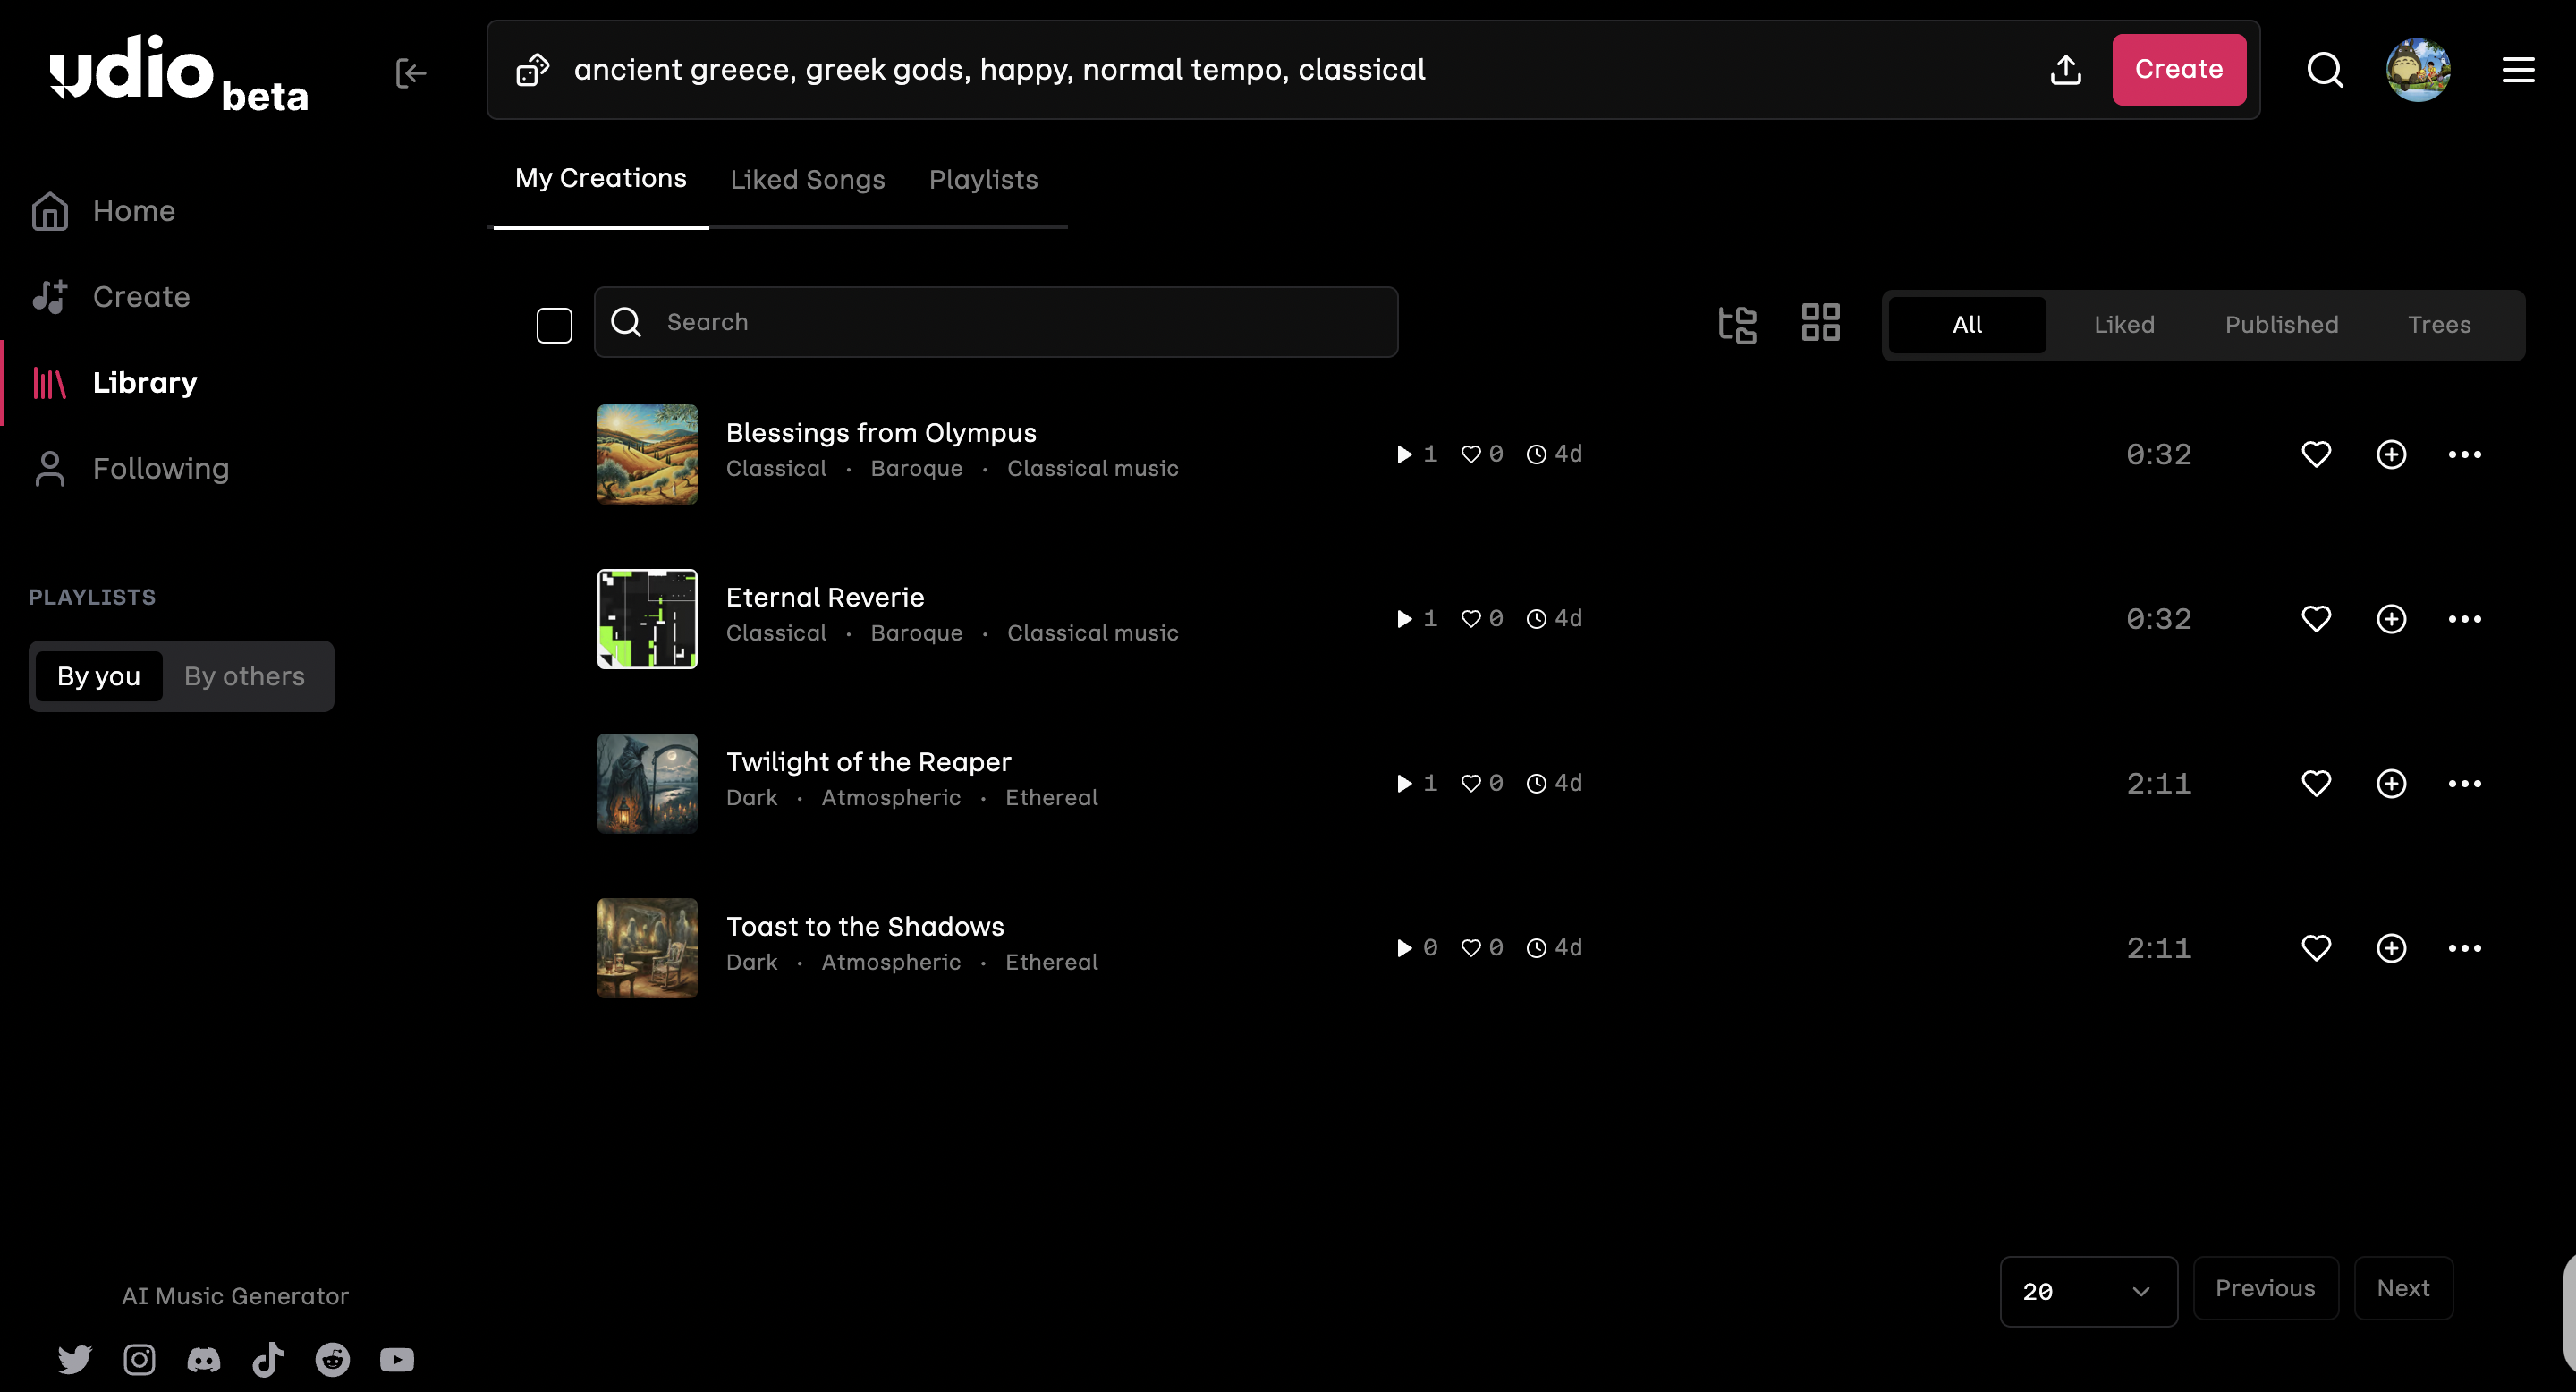 udio beta
ancient greece, greek gods, happy, normal tempo, classical
Create
Home
Create
Library
Following
PLAYLISTS
By you
By others
AI Music Generator
My Creations
Liked Songs
Playlists
Search
All
Liked
Published
Trees
Blessings from Olympus
Classical · Baroque · Classical music
1 0 4d
0:32
Eternal Reverie
Classical · Baroque · Classical music
1 0 4d
0:32
Twilight of the Reaper
Dark · Atmospheric · Ethereal
1 0 4d
2:11
Toast to the Shadows
Dark · Atmospheric · Ethereal
0 0 4d
2:11
20
Previous
Next